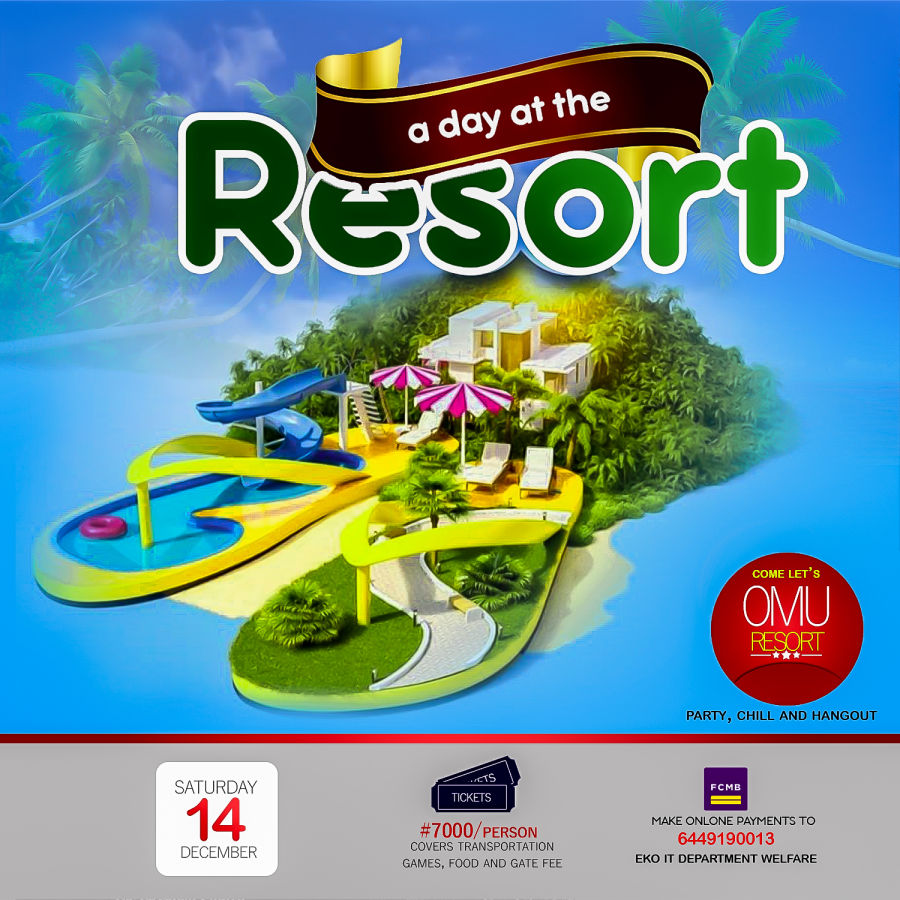 a day at the
Resort
COME LET'S
OMU
RESORT
PARTY, CHILL AND HANGOUT
SATURDAY
14
DECEMBER
TICKETS
#7000/PERSON
COVERS TRANSPORTATION
GAMES, FOOD AND GATE FEE
FCMB
MAKE ONLONE PAYMENTS TO
6449190013
EKO IT DEPARTMENT WELFARE